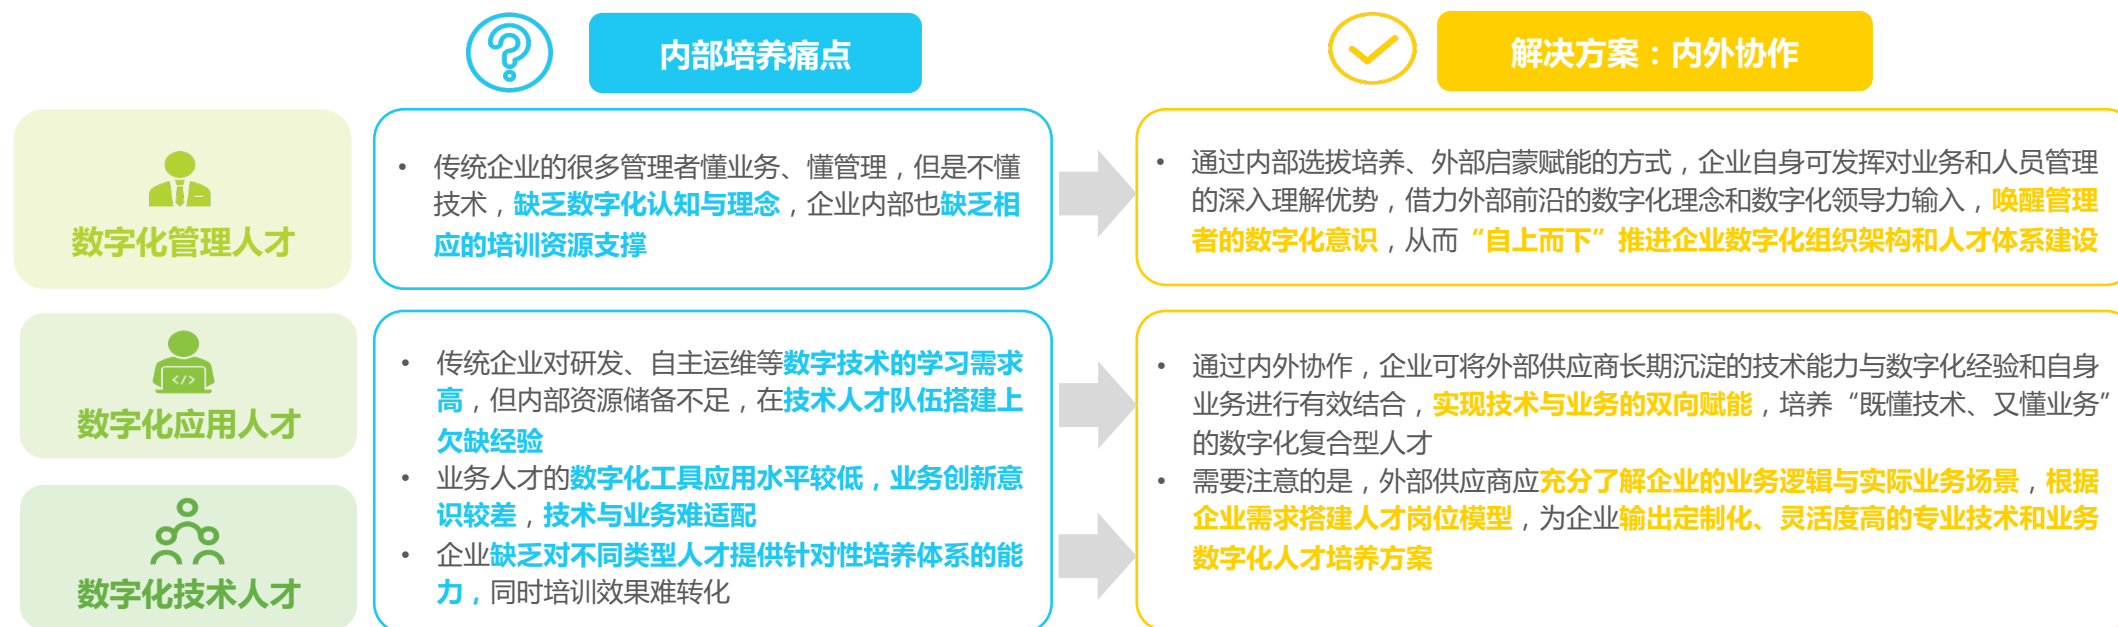 内部培养痛点
解决方案：内外协作
数字化管理人才
• 传统企业的很多管理者懂业务、懂管理，但是不懂
技术，缺乏数字化认知与理念，企业内部也缺乏相
应的培训资源支撑
• 通过内部选拔培养、外部启蒙赋能的方式，企业自身可发挥对业务和人员管理
的深入理解优势，借力外部前沿的数字化理念和数字化领导力输入，唤醒管理
者的数字化意识，从而“自上而下”推进企业数字化组织架构和人才体系建设
数字化应用人才
数字化技术人才
• 传统企业对研发、自主运维等数字技术的学习需求
高，但内部资源储备不足，在技术人才队伍搭建上
欠缺经验
• 业务人才的数字化工具应用水平较低，业务创新意
识较差，技术与业务难适配
• 企业缺乏对不同类型人才提供针对性培养体系的能
力，同时培训效果难转化
• 通过内外协作，企业可将外部供应商长期沉淀的技术能力与数字化经验和自身
业务进行有效结合，实现技术与业务的双向赋能，培养“既懂技术、又懂业务”
的数字化复合型人才
• 需要注意的是，外部供应商应充分了解企业的业务逻辑与实际业务场景，根据
企业需求搭建人才岗位模型，为企业输出定制化、灵活度高的专业技术和业务
数字化人才培养方案